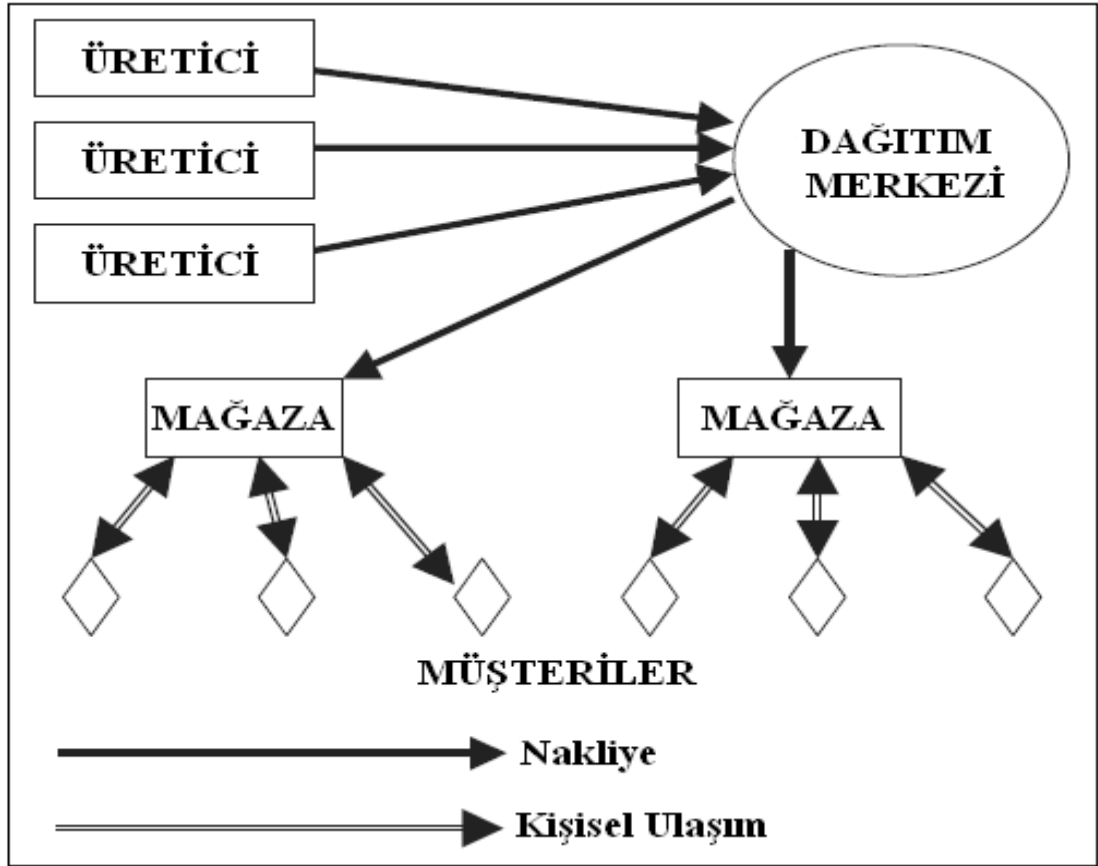 ÜRETİCİ
ÜRETİCİ
ÜRETİCİ
DAĞITIM
MERKEZİ
MAĞAZA
MAĞAZA
MÜŞTERİLER
Nakliye
Kişisel Ulaşım